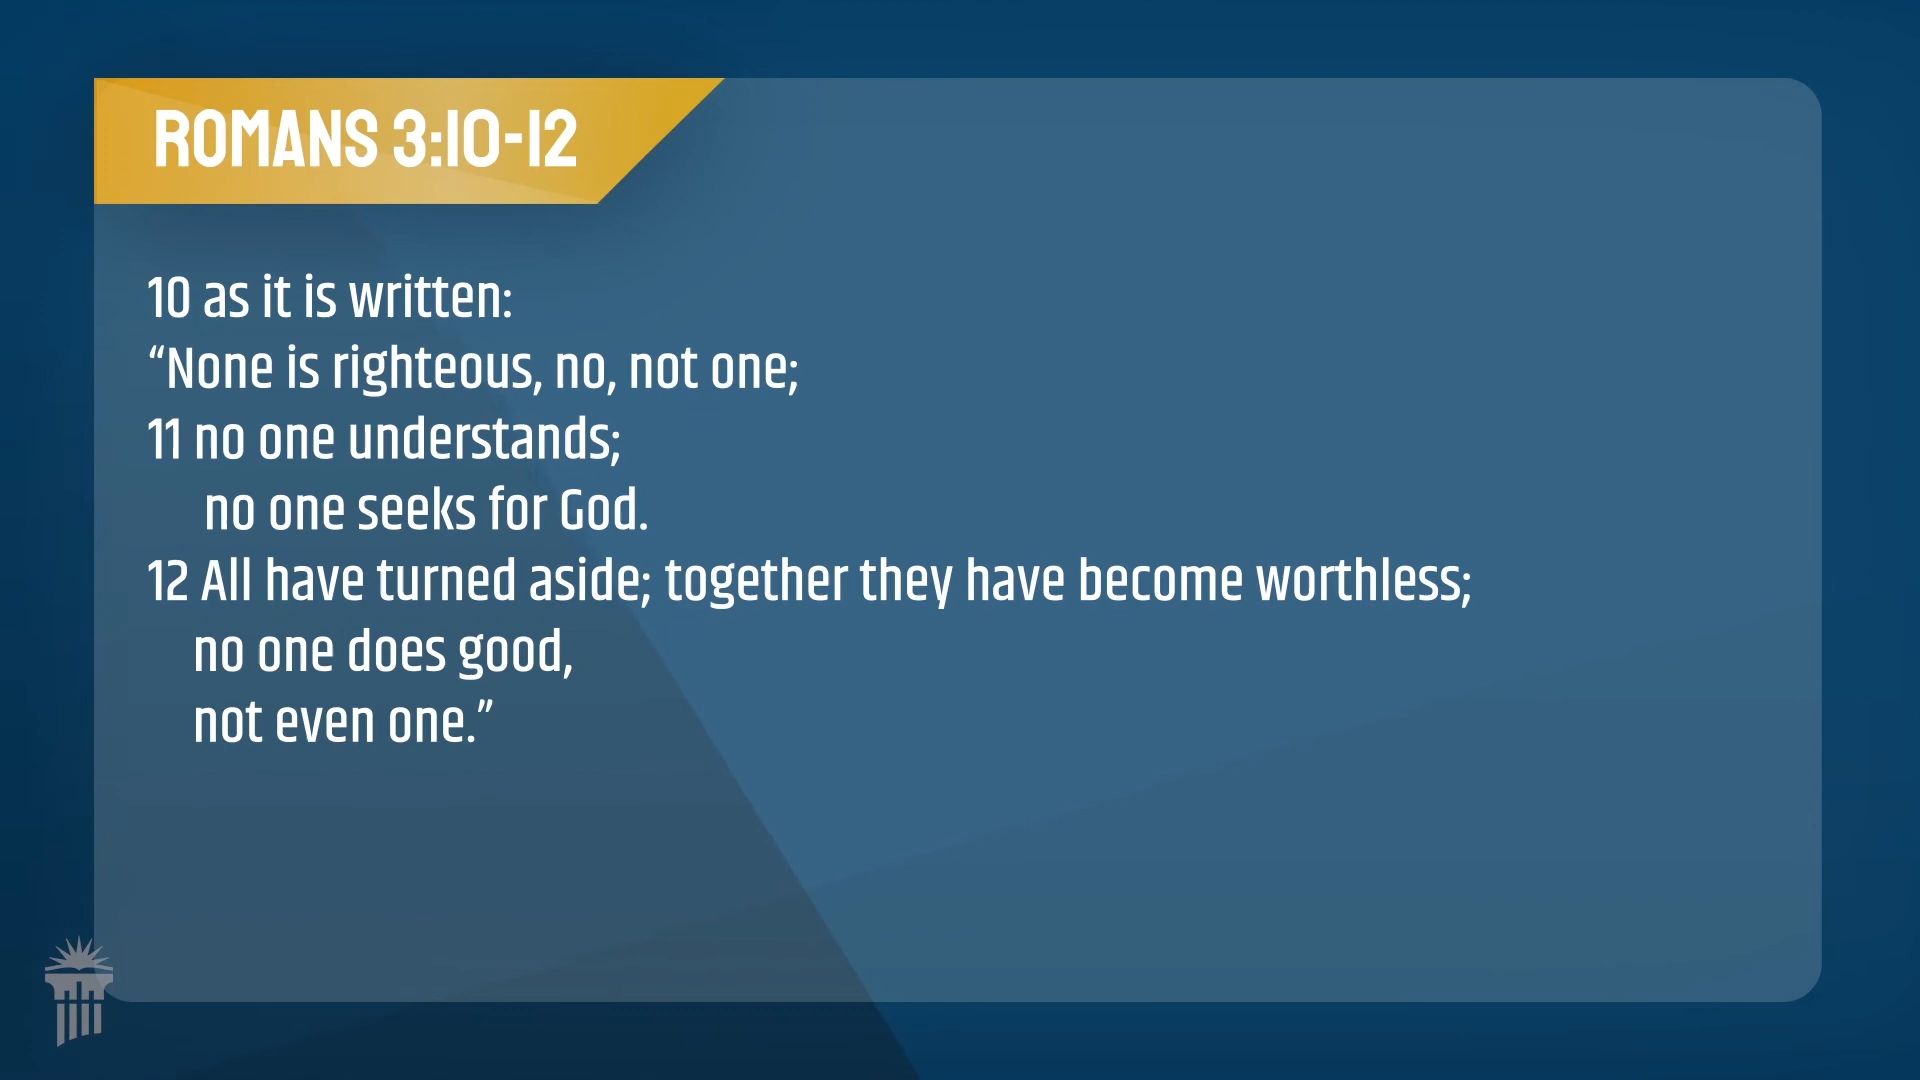 ROMANS 3:10-12
10 as it is written:
“None is righteous, no, not one;
11 no one understands;
no one seeks for God.
12 All have turned aside; together they have become worthless;
no one does good,
not even one.”